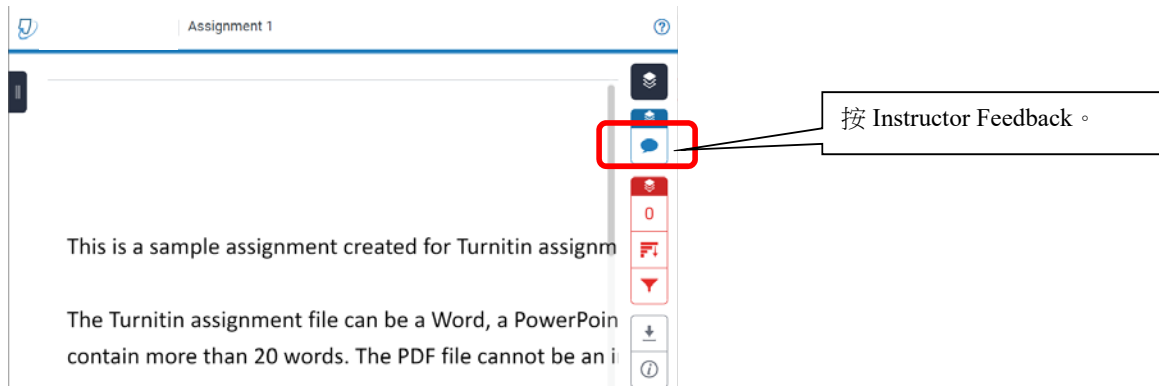 Assignment 1
按 Instructor Feedback。
0
This is a sample assignment created for Turnitin assignm
The Turnitin assignment file can be a Word, a PowerPoin
contain more than 20 words. The PDF file cannot be an i